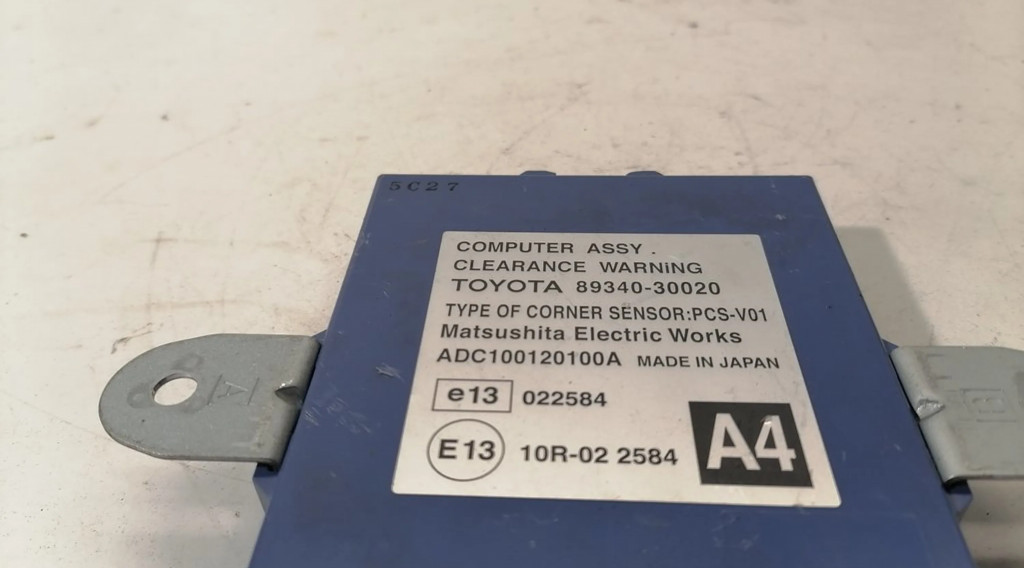 5C27
COMPUTER ASSY.
CLEARANCE WARNiNG
TOYOTA 89340-30020
TYPE OF CORNER SENSOR:PCS-V01
Matsushita Electric Works
ADC100120100A MADE IN JAPAN
e13 022584
E13 10R-02 2584
A4